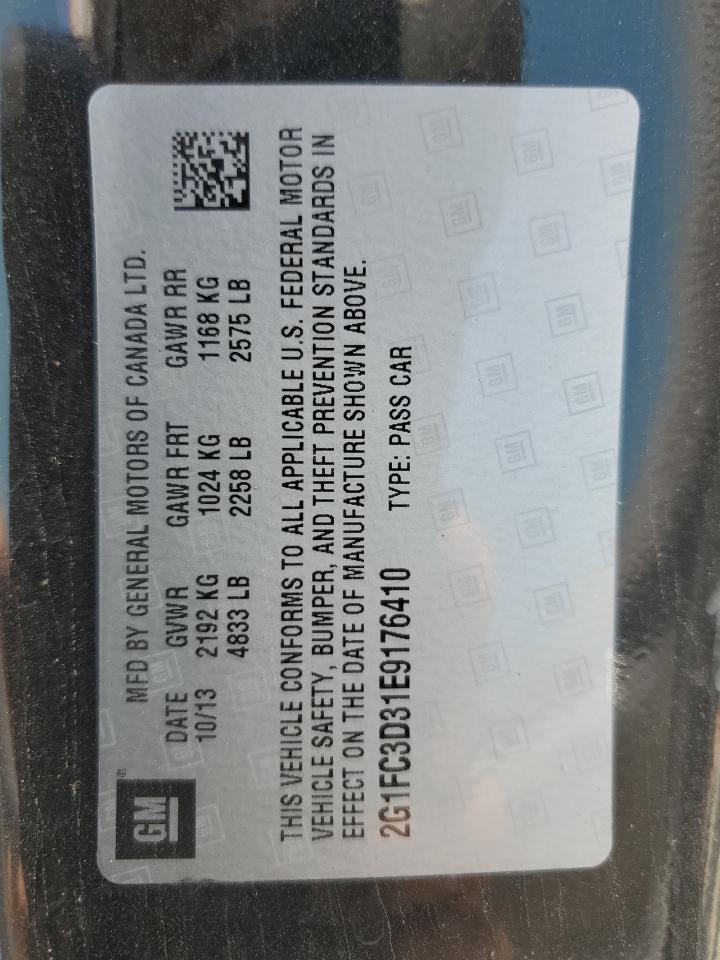 GM ®
MFD BY GENERAL MOTORS OF CANADA LTD.
DATE GVWR GAWR FRT GAWR RR
10/13 2192 KG 1024 KG 1168 KG
4833 LB 2258 LB 2575 LB
THIS VEHICLE CONFORMS TO ALL APPLICABLE U.S. FEDERAL MOTOR
VEHICLE SAFETY, BUMPER, AND THEFT PREVENTION STANDARDS IN
EFFECT ON THE DATE OF MANUFACTURE SHOWN ABOVE.
2G1FC3D31E9176410 TYPE: PASS CAR